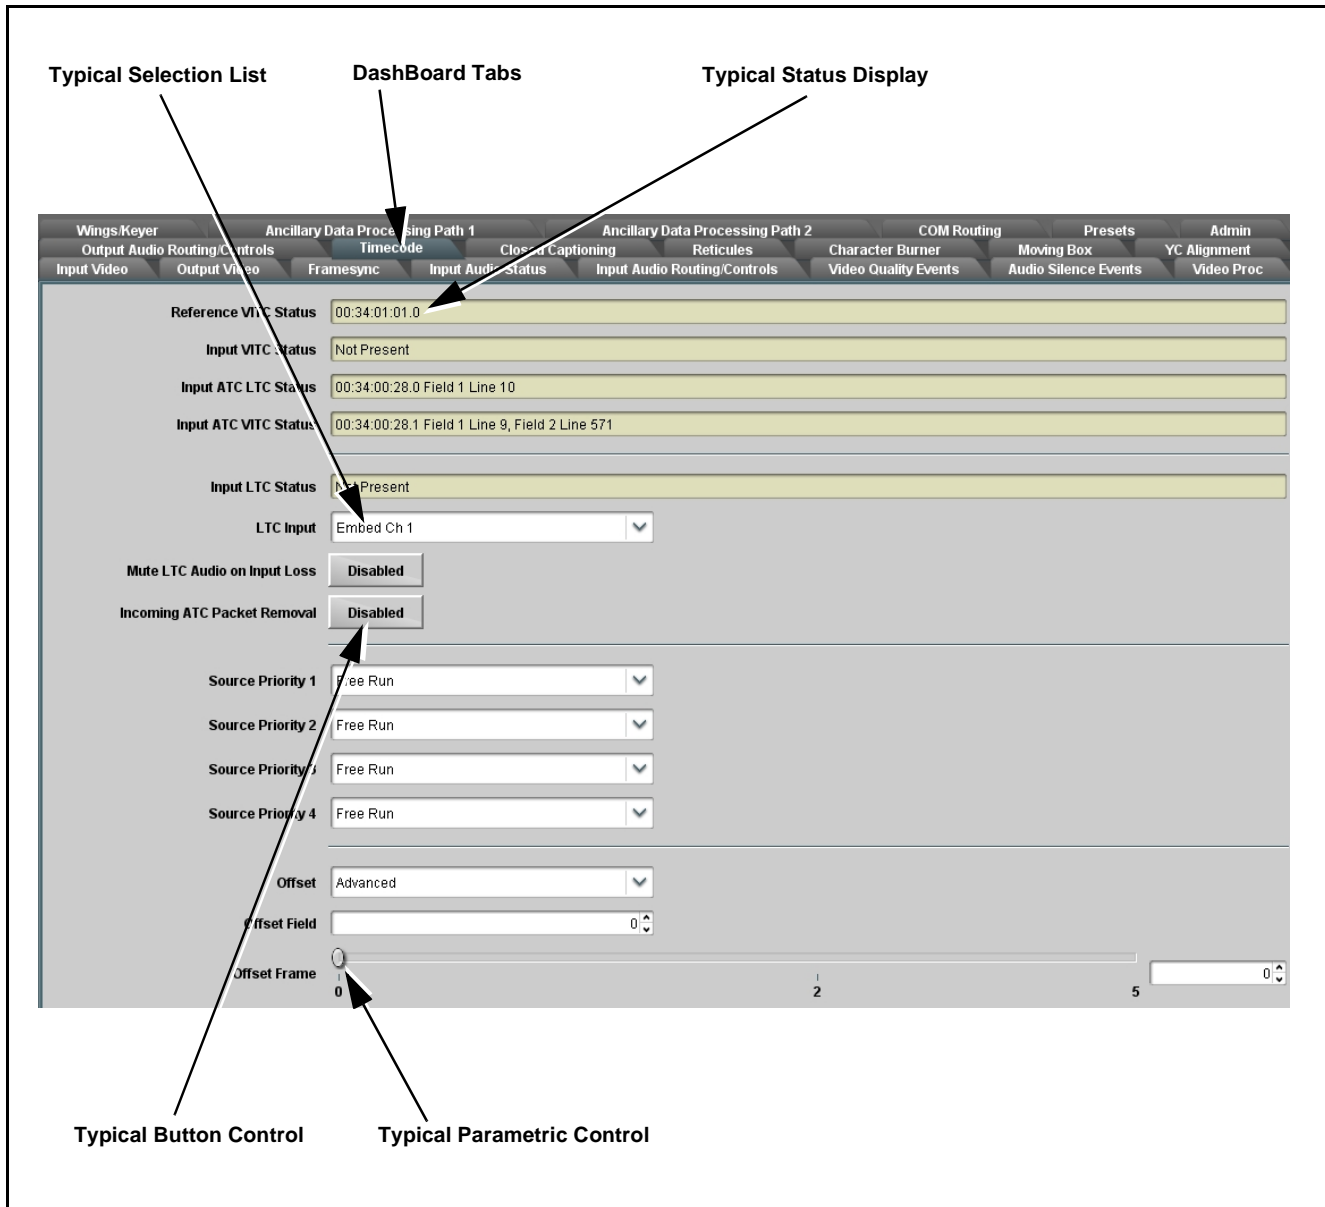 Typical Selection List DashBoard Tabs Typical Status Display
Wings/Keyer Ancillary Data Processing Path 1 Ancillary Data Processing Path 2 COM Routing Presets Admin
Output Audio Routing/Controls Timecode Closed Captioning Reticules Character Burner Moving Box YC Alignment
Input Video Output Video Framesync Input Audio Status Input Audio Routing/Controls Video Quality Events Audio Silence Events Video Proc
Reference VITC Status 00:34:01:01.0
Input VITC Status Not Present
Input ATC LTC Status 00:34:00:28.0 Field 1 Line 10
Input ATC VITC Status 00:34:00:28.1 Field 1 Line 9, Field 2 Line 571
Input LTC Status Not Present
LTC Input Embed Ch 1
Mute LTC Audio on Input Loss Disabled
Incoming ATC Packet Removal Disabled
Source Priority 1 Free Run
Source Priority 2 Free Run
Source Priority 3 Free Run
Source Priority 4 Free Run
Offset Advanced
Offset Field 0
Offset Frame 0
0 2 5
Typical Button Control Typical Parametric Control